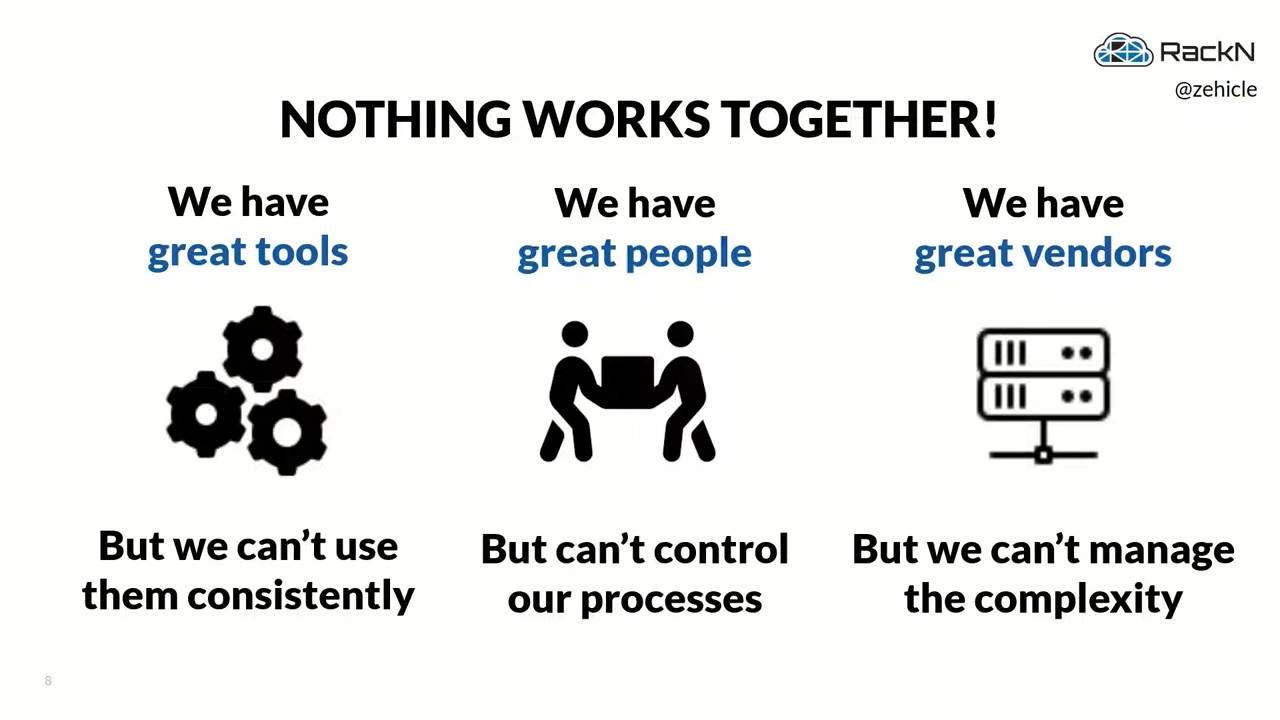 RackN
@zehicle
NOTHING WORKS TOGETHER!
We have
great tools
We have
great people
We have
great vendors
But we can’t use
them consistently
But can’t control
our processes
But we can’t manage
the complexity
8